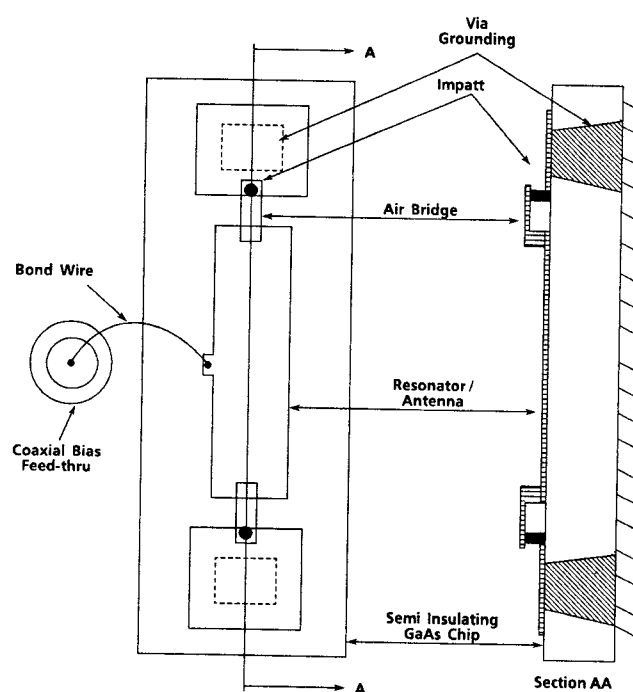 A
Via
Grounding
Impatt
Air Bridge
Bond Wire
Resonator /
Antenna
Coaxial Bias
Feed-thru
Semi Insulating
GaAs Chip
A
Section AA